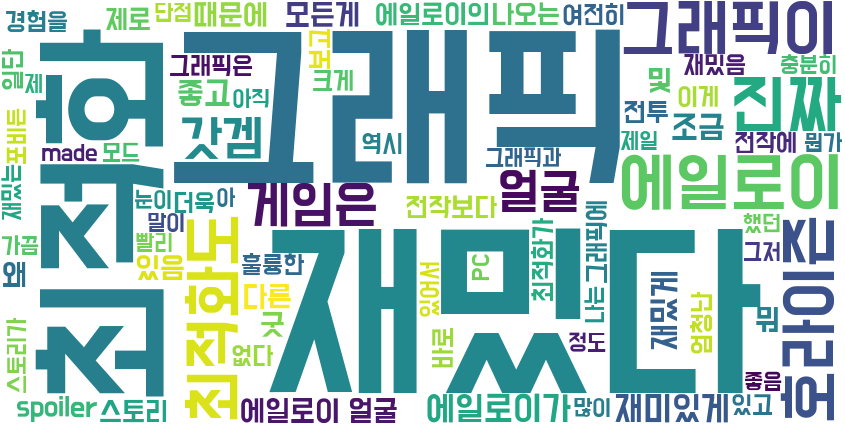 경험을
제로
단점
때문에
모든게
에일로이의
나오는
여전히
그래픽이
일단
제
최적화
그래픽은
보고
그래픽
크게
재밌음
충분히
및
좋고
아직
진짜
포비든
갓겜
역시
전투
이게
조금
made
모드
그래픽과
제일
전작에
뭔가
재밌는
눈이
더욱
아
게임은
얼굴
에일로이
말이
전작보다
가끔
빨리
최적화도
재밌다
나는
그래픽에
했던
왜
있음
훌륭한
있어서
PC
최적화가
그저
호라이즌
다른
재밌게
엄청난
뭐
굿
스토리가
없다
바로
정도
좋음
spoiler
스토리
에일로이 얼굴
에일로이가
많이
재미있게
있고